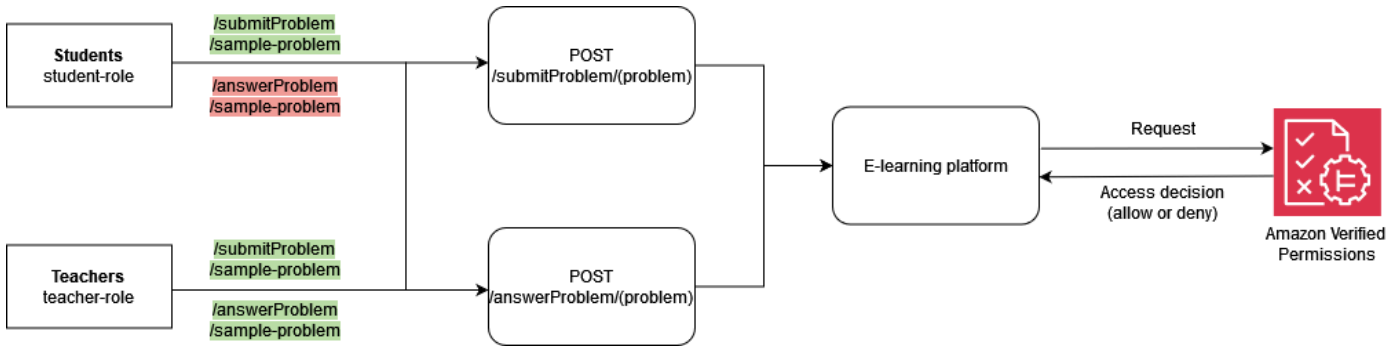 Students
student-role
/submitProblem
/sample-problem
/answerProblem
/sample-problem
POST
/submitProblem/(problem)
Teachers
teacher-role
/submitProblem
/sample-problem
/answerProblem
/sample-problem
POST
/answerProblem/(problem)
E-learning platform
Request
Access decision
(allow or deny)
Amazon Verified
Permissions